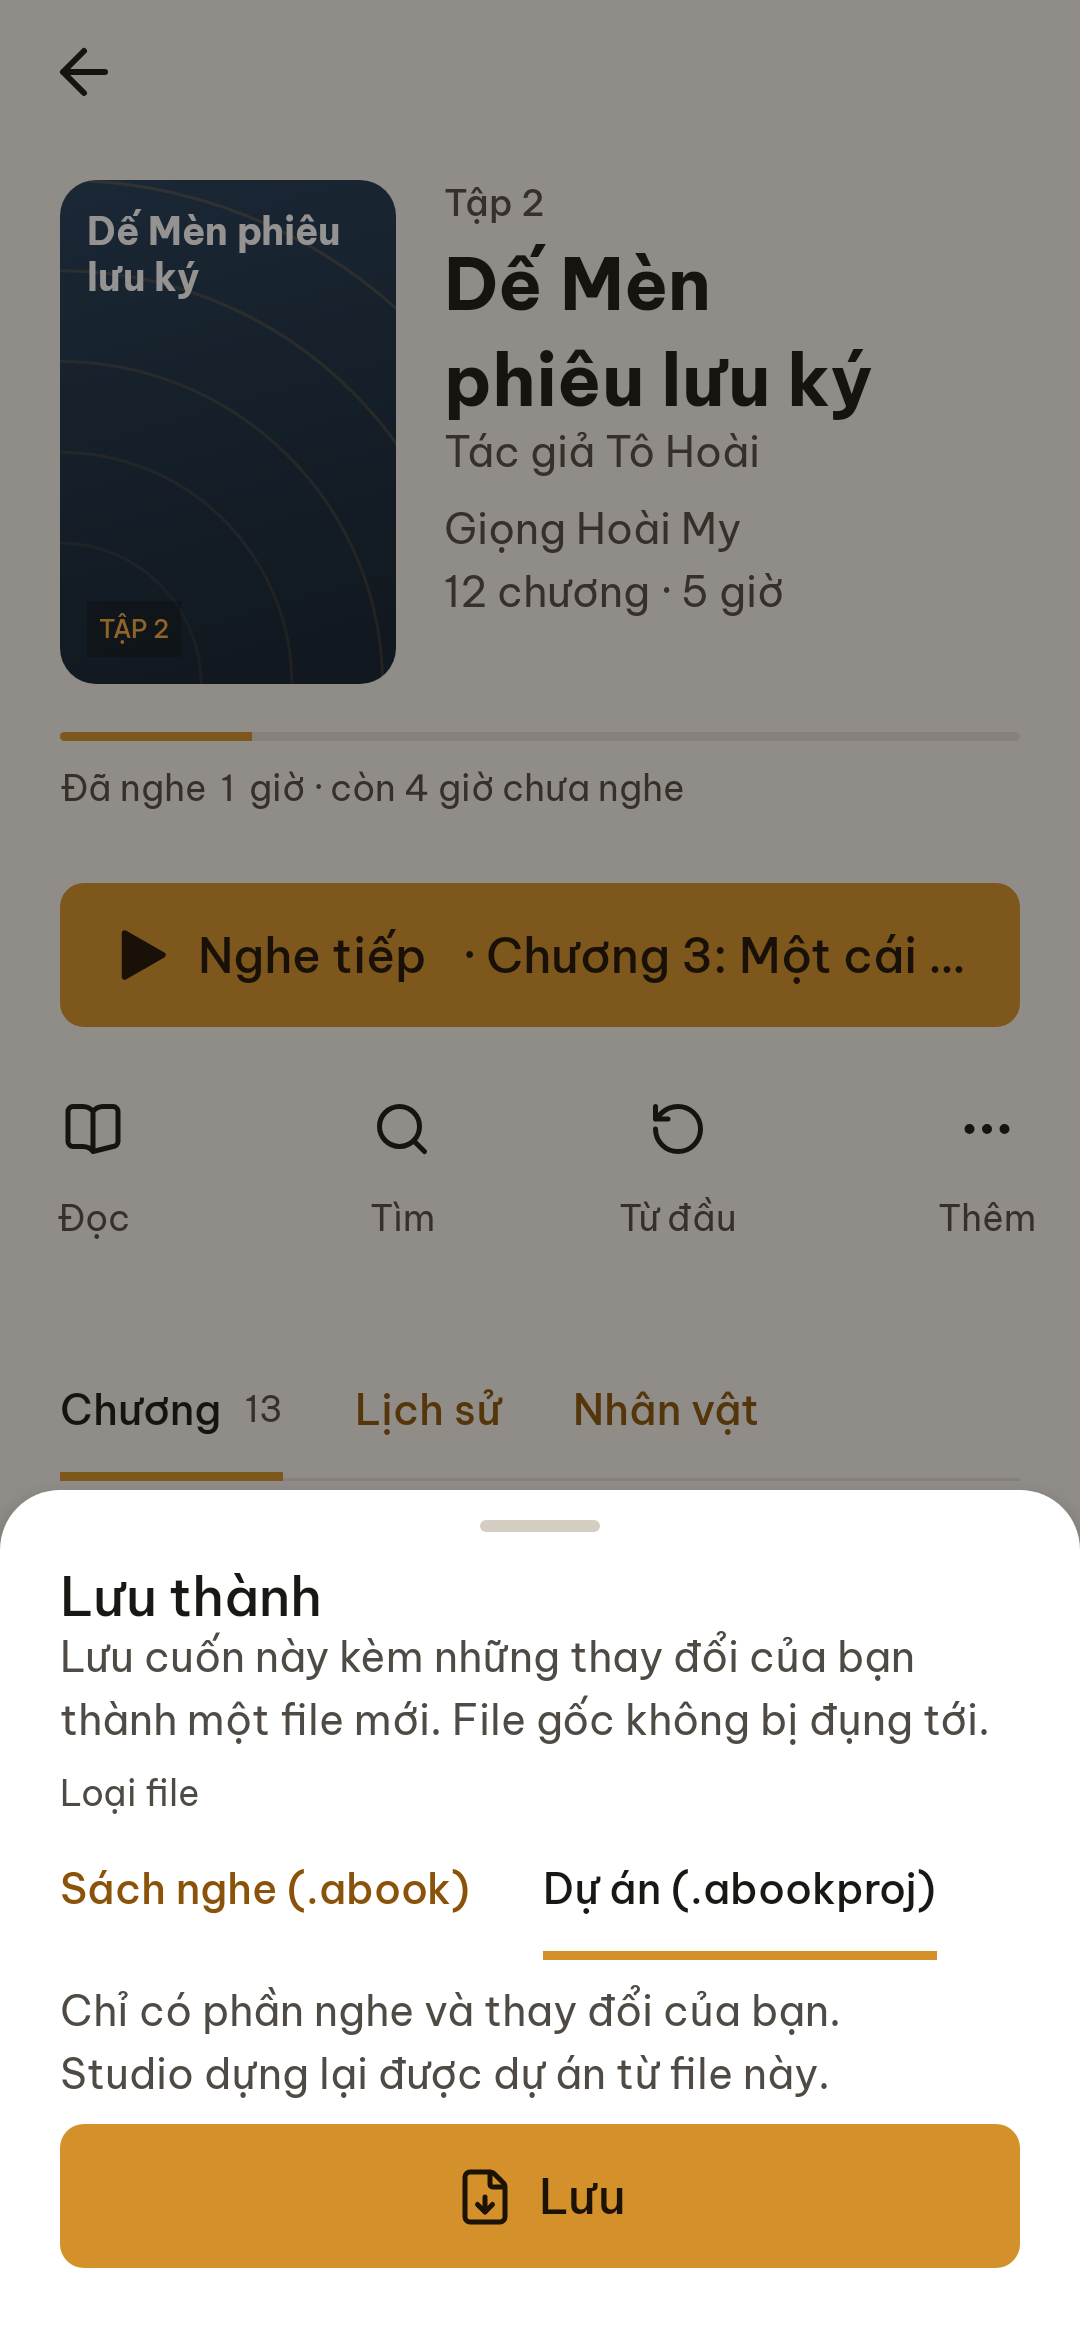 Dế Mèn phiêu
lưu ký
TẬP 2
Tập 2
Dế Mèn
phiêu lưu ký
Tác giả Tô Hoài
Giọng Hoài My
12 chương · 5 giờ
Đã nghe 1 giờ · còn 4 giờ chưa nghe
Nghe tiếp · Chương 3: Một cái ...
Đọc Tìm Từ đầu Thêm
Chương 13 Lịch sử Nhân vật
Lưu thành
Lưu cuốn này kèm những thay đổi của bạn
thành một file mới. File gốc không bị đụng tới.
Loại file
Sách nghe (.abook) Dự án (.abookproj)
Chỉ có phần nghe và thay đổi của bạn.
Studio dựng lại được dự án từ file này.
Lưu